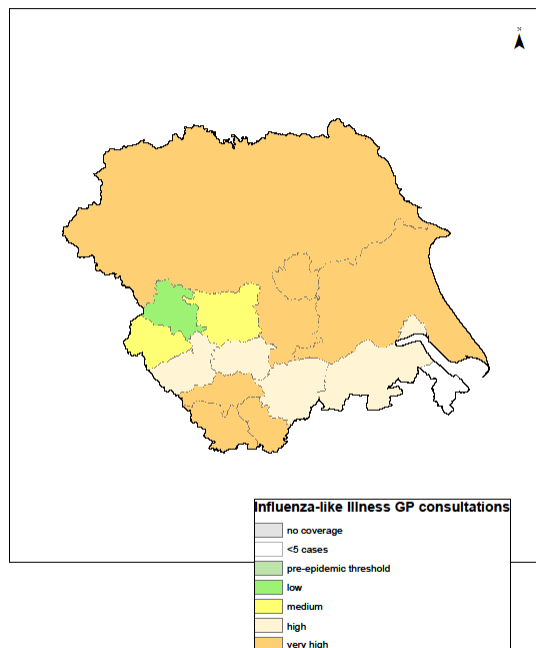 N
Influenza-like Illness GP consultations
no coverage
<5 cases
pre-epidemic threshold
low
medium
high
very high